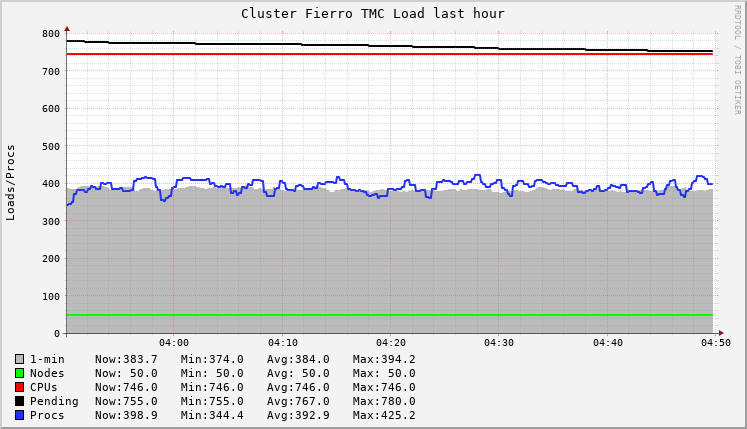 Cluster Fierro TMC Load last hour
RRDTOOL / TOBI OETIKER
Loads/Procs
800
700
600
500
400
300
200
100
0
04:00 04:10 04:20 04:30 04:40 04:50
1-min Now:383.7 Min:374.0 Avg:384.0 Max:394.2
Nodes Now: 50.0 Min: 50.0 Avg: 50.0 Max: 50.0
CPUs Now:746.0 Min:746.0 Avg:746.0 Max:746.0
Pending Now:755.0 Min:755.0 Avg:767.0 Max:780.0
Procs Now:398.9 Min:344.4 Avg:392.9 Max:425.2